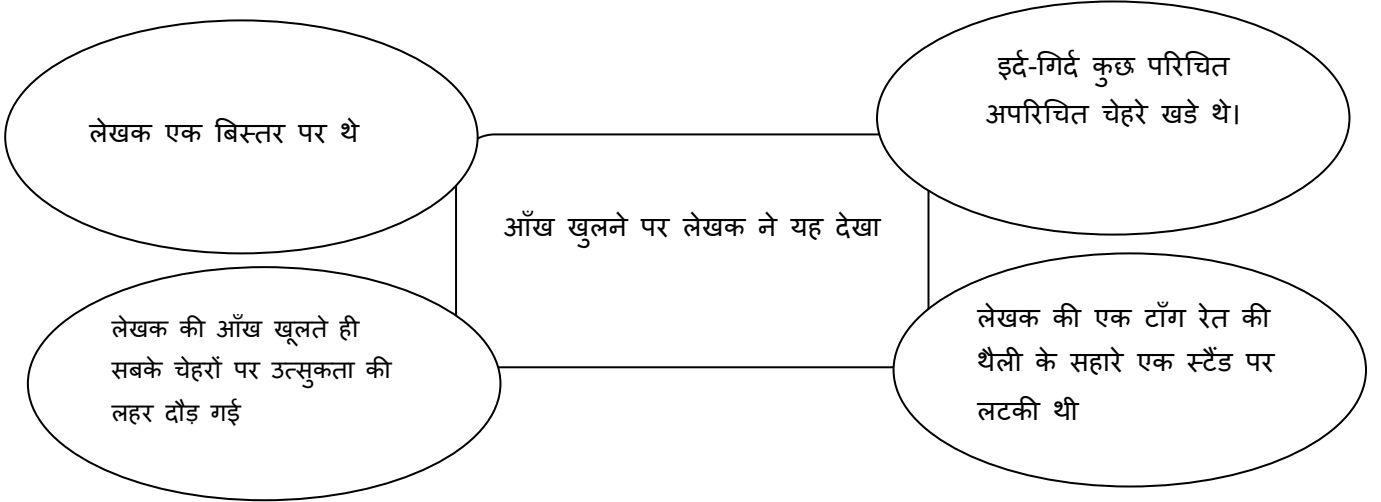 लेखक एक बिस्तर पर थे
इर्द-गिर्द कुछ परिचित
अपरिचित चेहरे खडे थे।
आँख खुलने पर लेखक ने यह देखा
लेखक की आँख खूलते ही
सबके चेहरों पर उत्सुकता की
लहर दौड़ गई
लेखक की एक टाँग रेत की
थैली के सहारे एक स्टैंड पर
लटकी थी